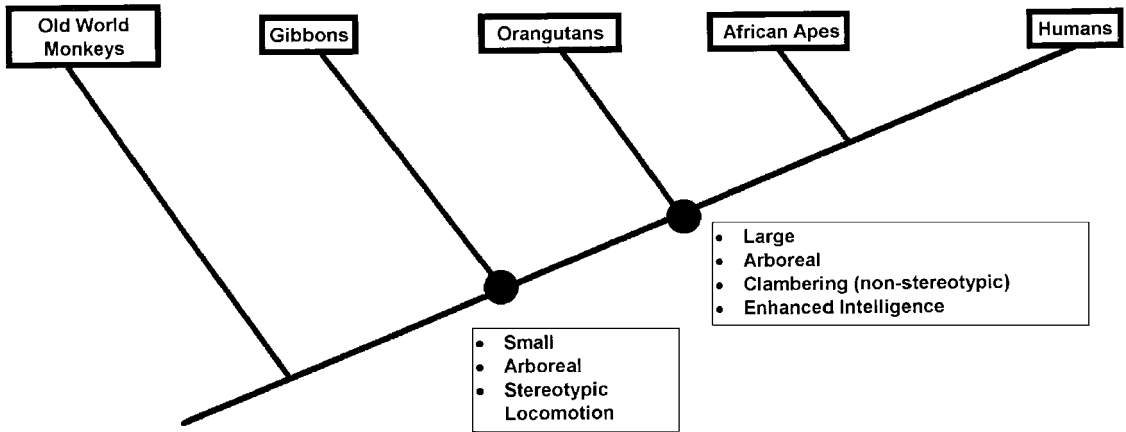 Old World
Monkeys
Gibbons
Orangutans
African Apes
Humans
• Large
• Arboreal
• Clambering (non-stereotypic)
• Enhanced Intelligence
• Small
• Arboreal
• Stereotypic
Locomotion